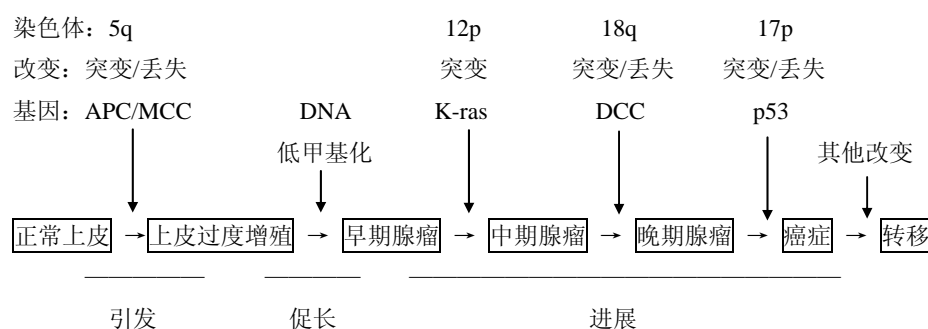 染色体：5q 12p 18q 17p
改变：突变/丢失 突变 突变/丢失 突变/丢失
基因：APC/MCC DNA K-ras DCC p53
低甲基化 其他改变
正常上皮 → 上皮过度增殖 → 早期腺瘤 → 中期腺瘤 → 晚期腺瘤 → 癌症 → 转移
引发 促长 进展